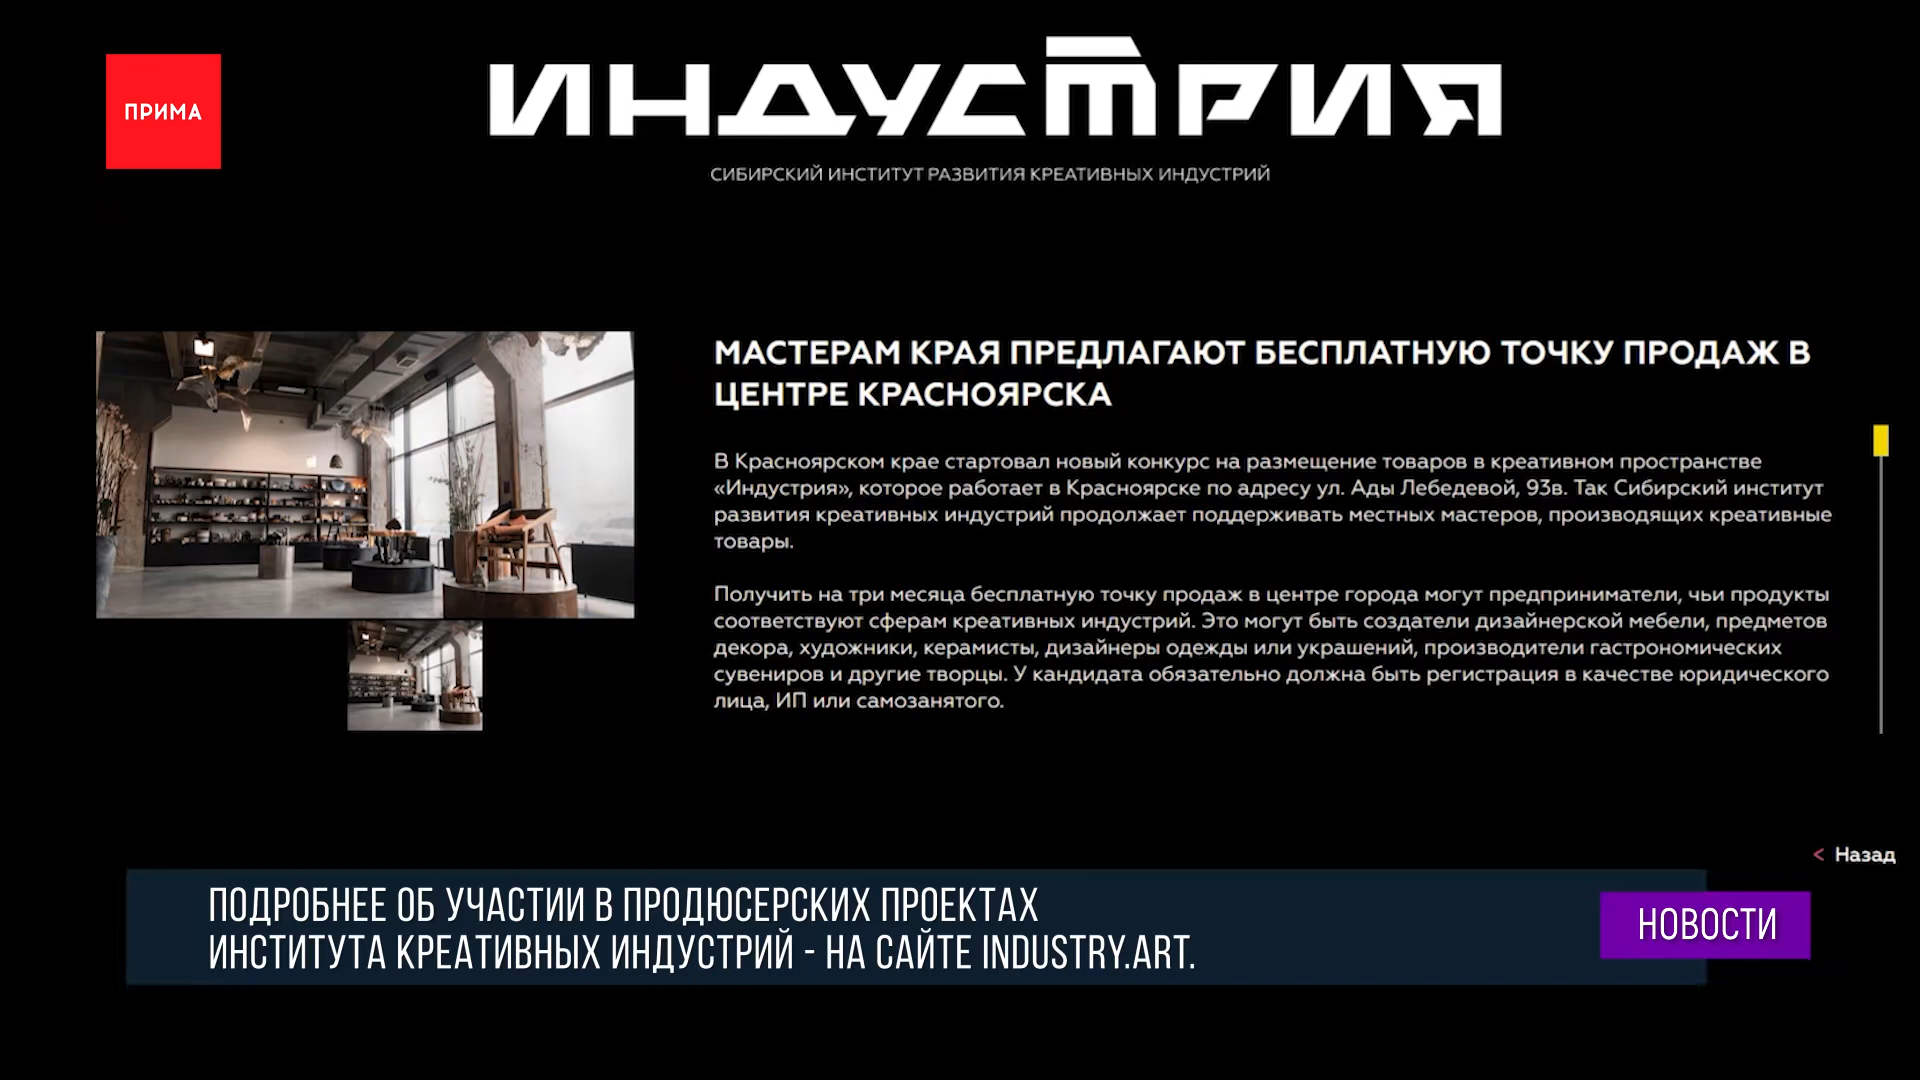 ПРИМА
ИНДУСТРИЯ
СИБИРСКИЙ ИНСТИТУТ РАЗВИТИЯ КРЕАТИВНЫХ ИНДУСТРИЙ
МАСТЕРАМ КРАЯ ПРЕДЛАГАЮТ БЕСПЛАТНУЮ ТОЧКУ ПРОДАЖ В
ЦЕНТРЕ КРАСНОЯРСКА
В Красноярском крае стартовал новый конкурс на размещение товаров в креативном пространстве
«Индустрия», которое работает в Красноярске по адресу ул. Ады Лебедевой, 93в. Так Сибирский институт
развития креативных индустрий продолжает поддерживать местных мастеров, производящих креативные
товары.
Получить на три месяца бесплатную точку продаж в центре города могут предприниматели, чьи продукты
соответствуют сферам креативных индустрий. Это могут быть создатели дизайнерской мебели, предметов
декора, художники, керамисты, дизайнеры одежды или украшений, производители гастрономических
сувениров и другие творцы. У кандидата обязательно должна быть регистрация в качестве юридического
лица, ИП или самозанятого.
< Назад
ПОДРОБНЕЕ ОБ УЧАСТИИ В ПРОДЮСЕРСКИХ ПРОЕКТАХ
ИНСТИТУТА КРЕАТИВНЫХ ИНДУСТРИЙ - НА САЙТЕ INDUSTRY.ART.
НОВОСТИ